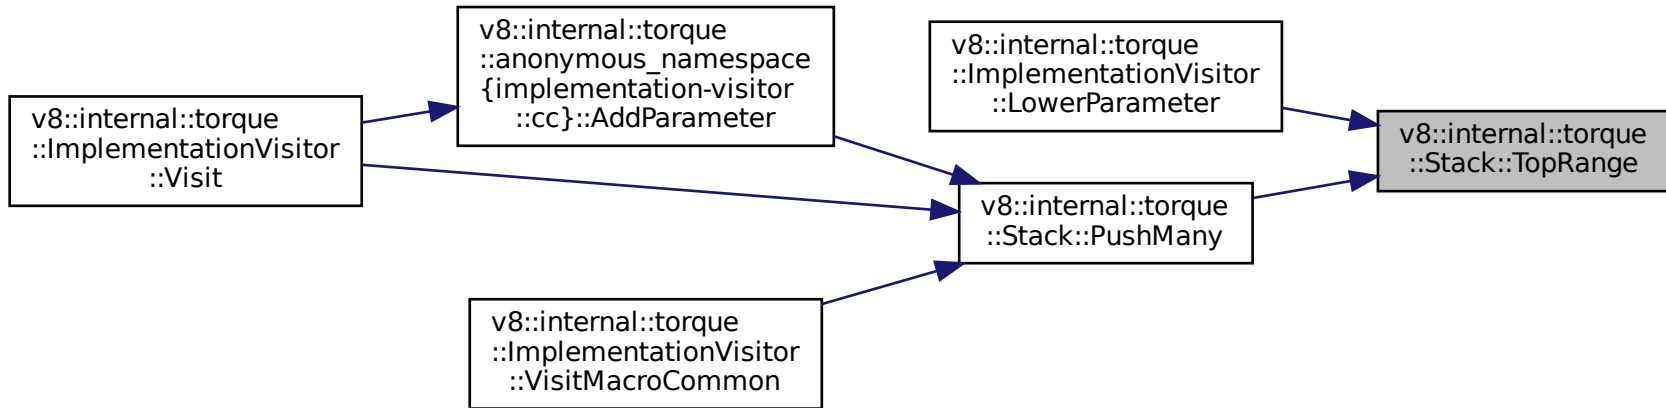 v8::internal::torque
::ImplementationVisitor
::Visit
v8::internal::torque
::anonymous_namespace
{implementation-visitor
::cc}::AddParameter
v8::internal::torque
::ImplementationVisitor
::VisitMacroCommon
v8::internal::torque
::ImplementationVisitor
::LowerParameter
v8::internal::torque
::Stack::PushMany
v8::internal::torque
::Stack::TopRange